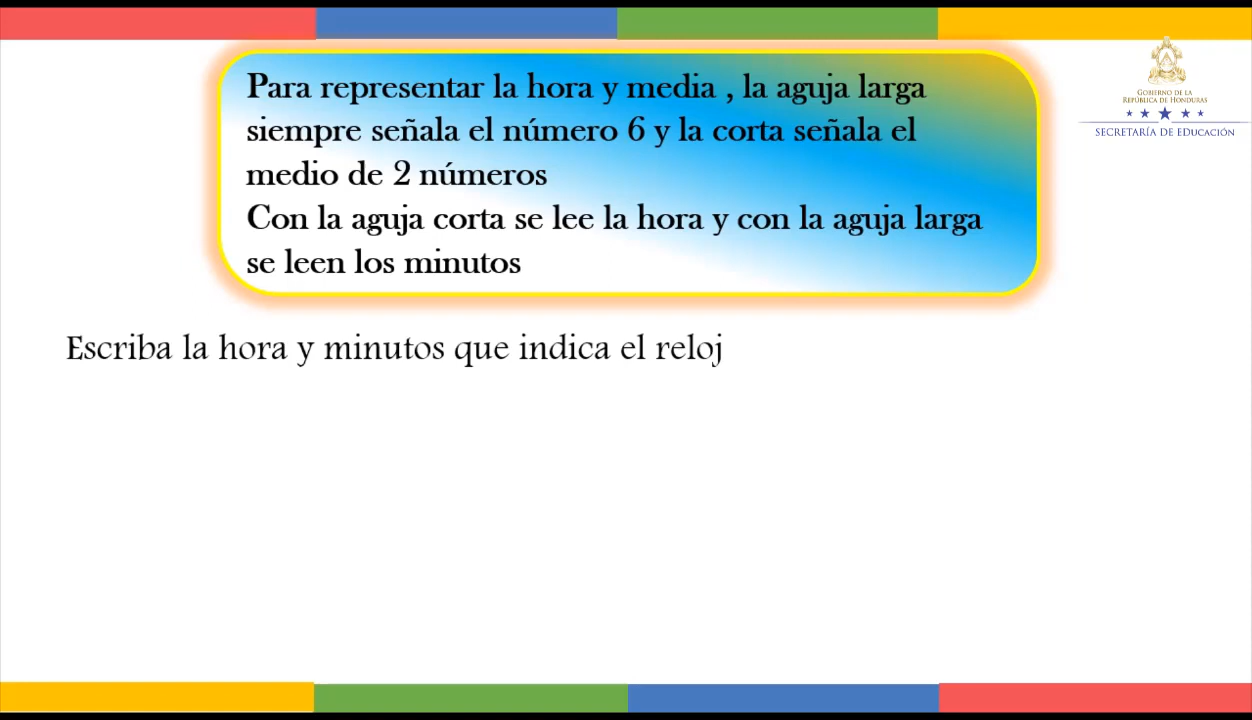 Para representar la hora y media , la aguja larga
siempre señala el número 6 y la corta señala el
medio de 2 números
Con la aguja corta se lee la hora y con la aguja larga
se leen los minutos
GOBIERNO DE LA
REPÚBLICA DE HONDURAS
SECRETARÍA DE EDUCACIÓN
Escriba la hora y minutos que indica el reloj